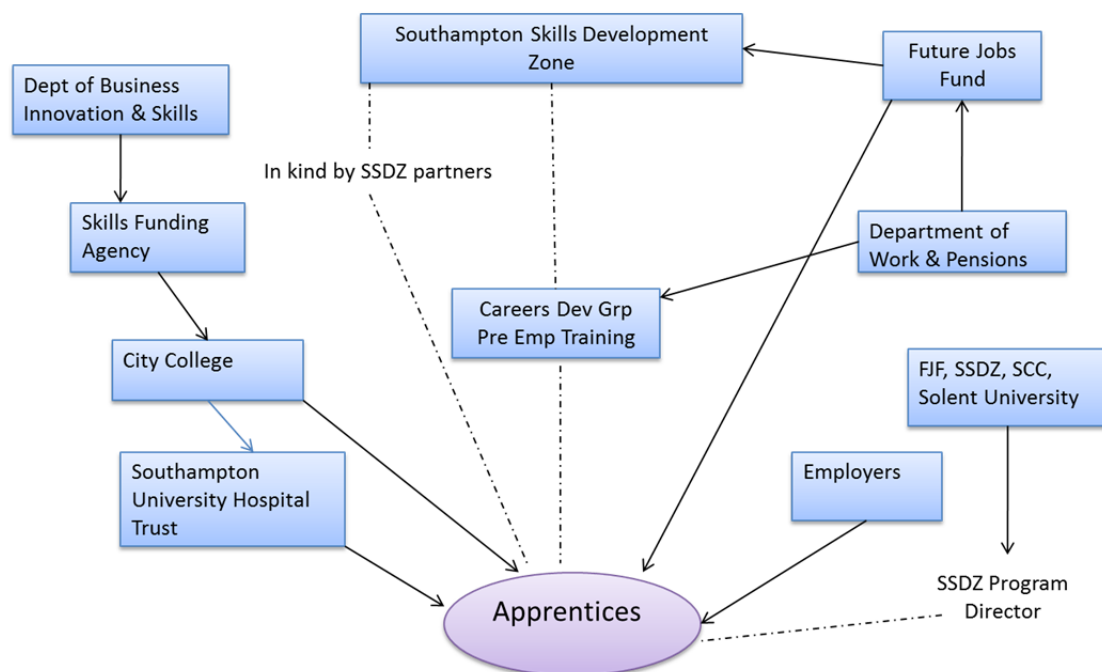 Southampton Skills Development
Zone
Future Jobs
Fund
Dept of Business
Innovation & Skills
In kind by SSDZ partners
Skills Funding
Agency
Department of
Work & Pensions
Careers Dev Grp
Pre Emp Training
City College
FJF, SSDZ, SCC,
Solent University
Southampton
University Hospital
Trust
Employers
SSDZ Program
Director
Apprentices